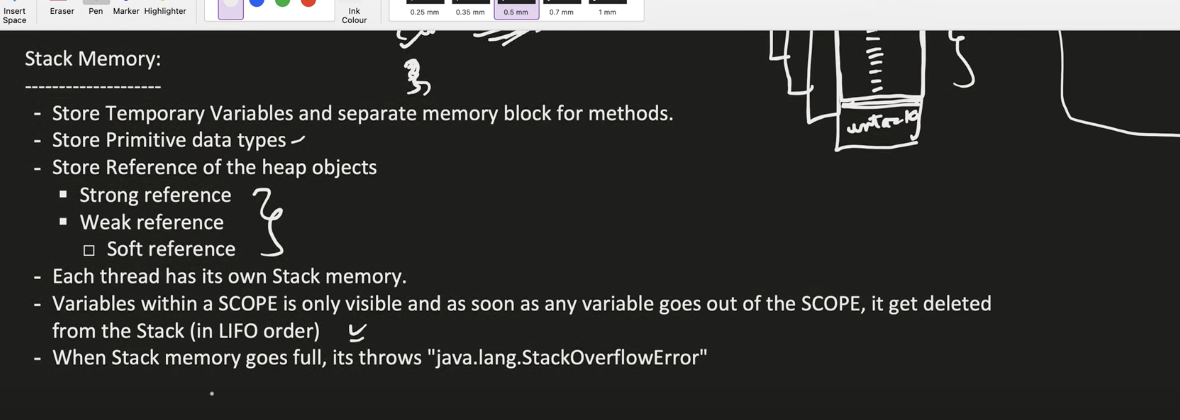 Insert Space
Eraser
Pen
Marker
Highlighter
Ink Colour
0.25 mm
0.35 mm
0.5 mm
0.7 mm
1 mm
Stack Memory:
--------------------
- Store Temporary Variables and separate memory block for methods.
- Store Primitive data types
- Store Reference of the heap objects
▪ Strong reference
▪ Weak reference
□ Soft reference
- Each thread has its own Stack memory.
- Variables within a SCOPE is only visible and as soon as any variable goes out of the SCOPE, it get deleted
from the Stack (in LIFO order)
- When Stack memory goes full, its throws "java.lang.StackOverflowError"